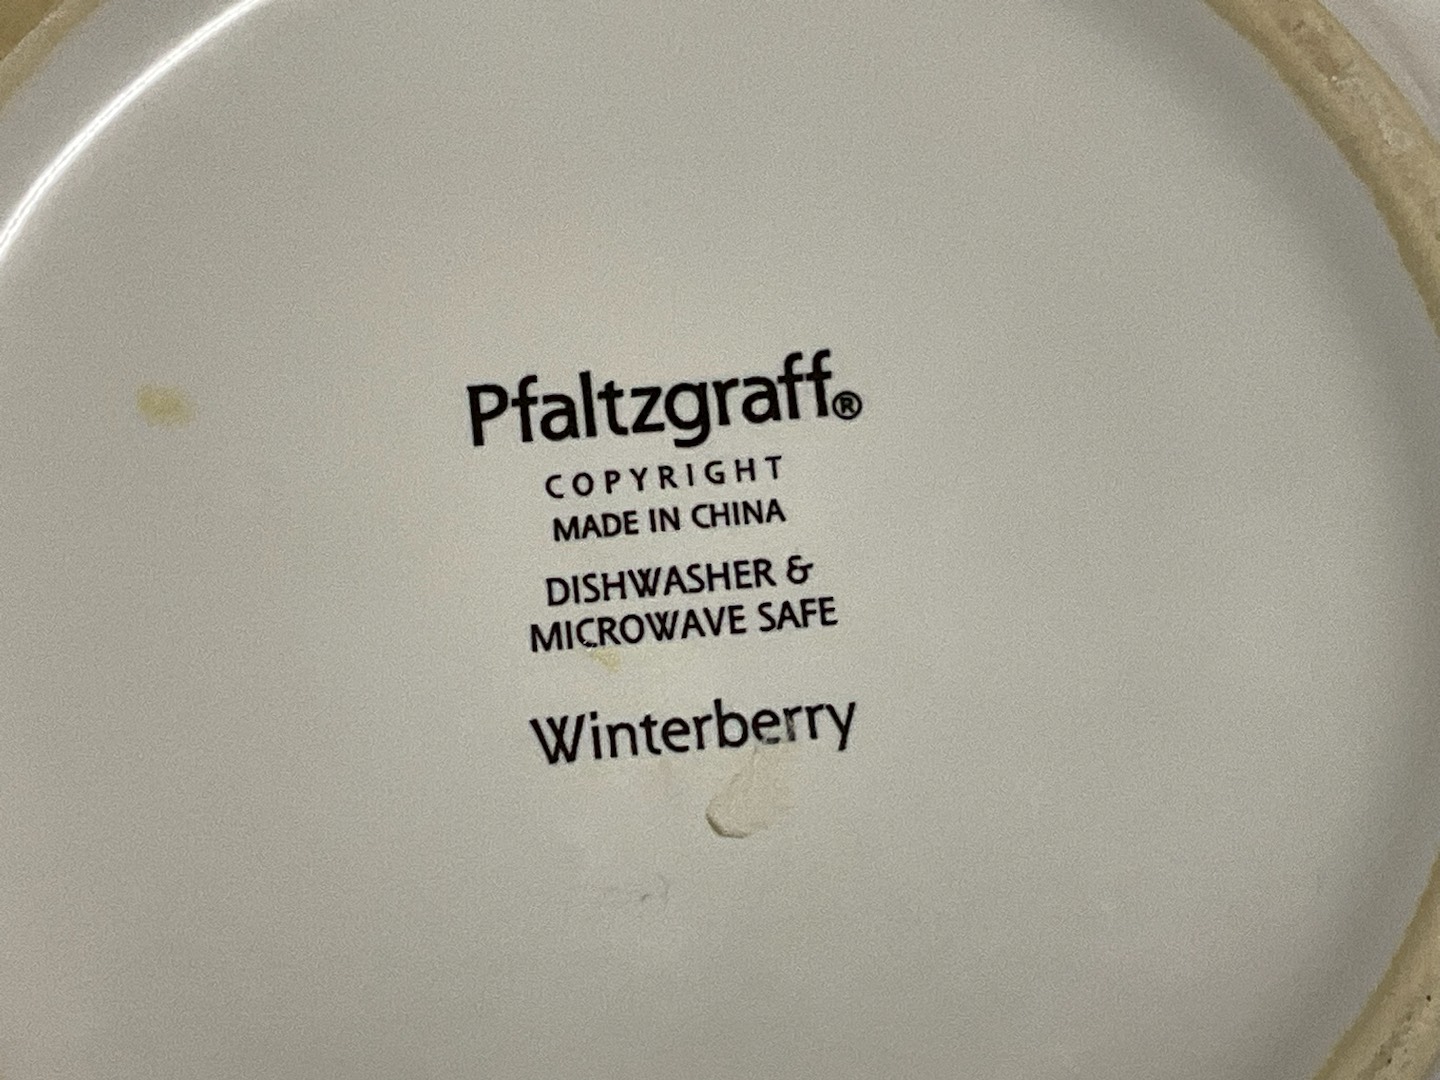 Pfaltzgraff®
COPYRIGHT
MADE IN CHINA
DISHWASHER &
MICROWAVE SAFE
Winterberry